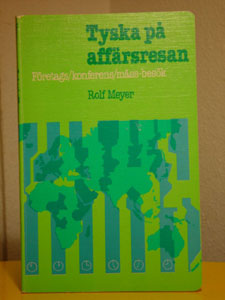 Tyska på
affärsresan
Företags/konferens/mäss-besök
Rolf Meyer